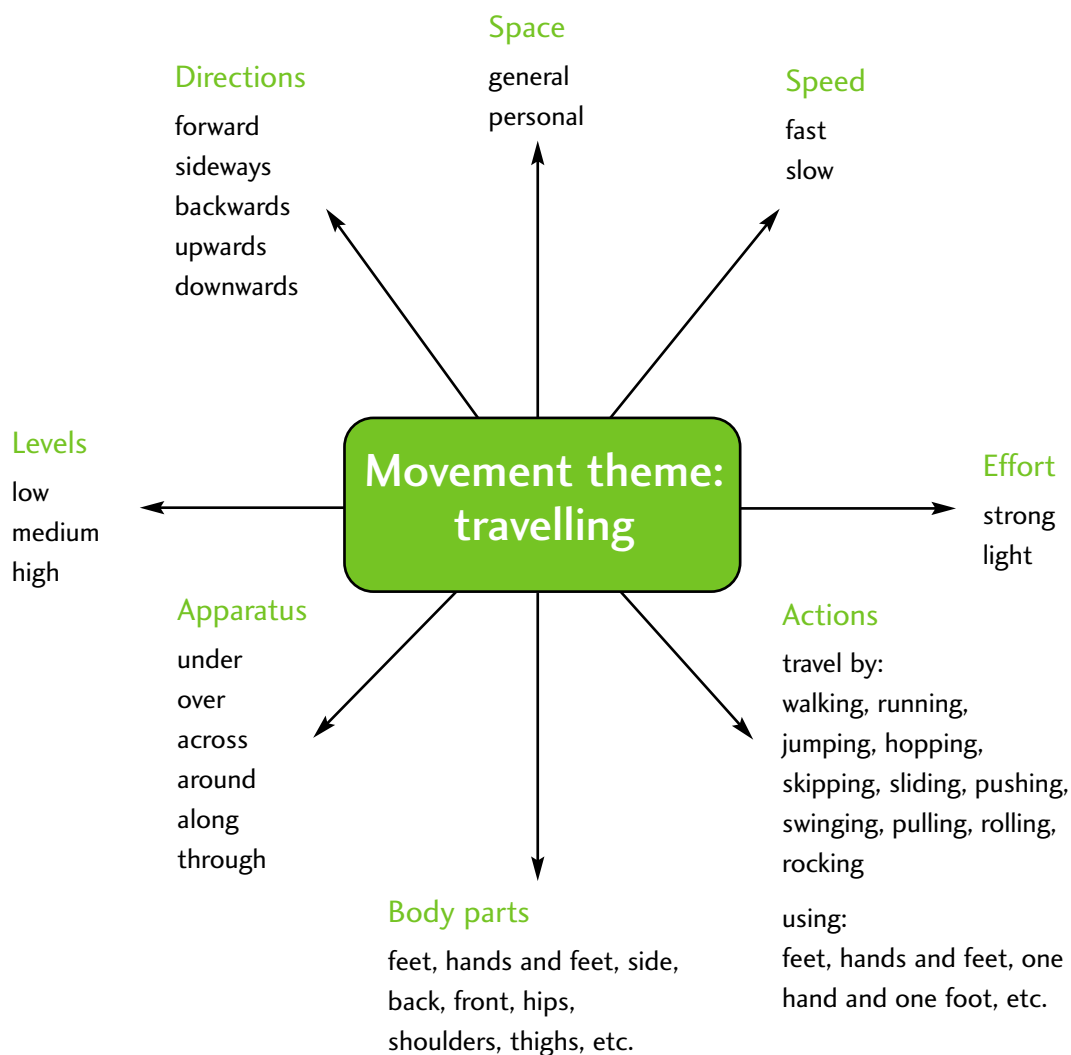 Space
general
personal
Directions
forward
sideways
backwards
upwards
downwards
Speed
fast
slow
Levels
low
medium
high
Movement theme:
travelling
Effort
strong
light
Apparatus
under
over
across
around
along
through
Actions
travel by:
walking, running,
jumping, hopping,
skipping, sliding, pushing,
swinging, pulling, rolling,
rocking
using:
feet, hands and feet, one
hand and one foot, etc.
Body parts
feet, hands and feet, side,
back, front, hips,
shoulders, thighs, etc.